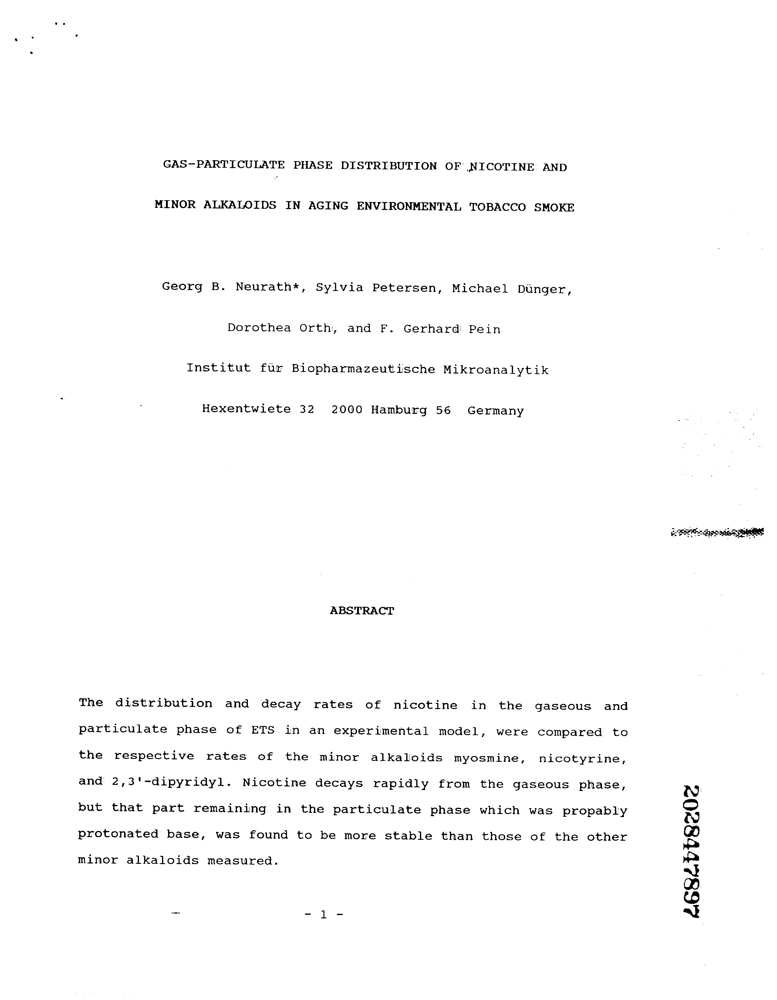 GAS-PARTICULATE PHASE DISTRIBUTION OF NICOTINE AND
MINOR ALKALOIDS IN AGING ENVIRONMENTAL TOBACCO SMOKE
Georg B. Neurath*, Sylvia Petersen, Michael Dünger,
Dorothea Orth, and F. Gerhard Pein
Institut für Biopharmazeutische Mikroanalytik
Hexentwiete 32 2000 Hamburg 56 Germany
ABSTRACT
The distribution and decay rates of nicotine in the gaseous and
particulate phase of ETS in an experimental model, were compared to
the respective rates of the minor alkaloids myosmine, nicotyrine,
and 2,3'-dipyridyl. Nicotine decays rapidly from the gaseous phase,
but that part remaining in the particulate phase which was propably
protonated base, was found to be more stable than those of the other
minor alkaloids measured.
- 1 -
2028447897